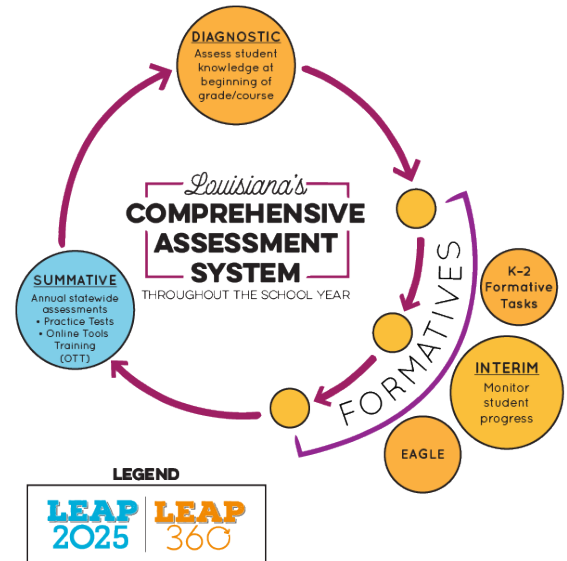 DIAGNOSTIC
Assess student
knowledge at
beginning of
grade/course
Louisiana's
COMPREHENSIVE
ASSESSMENT
SYSTEM
THROUGHOUT THE SCHOOL YEAR
SUMMATIVE
Annual statewide
assessments
• Practice Tests
• Online Tools
Training
(OTT)
FORMATIVES
K-2
Formative
Tasks
INTERIM
Monitor
student
progress
EAGLE
LEGEND
LEAP
2025
LEAP
360